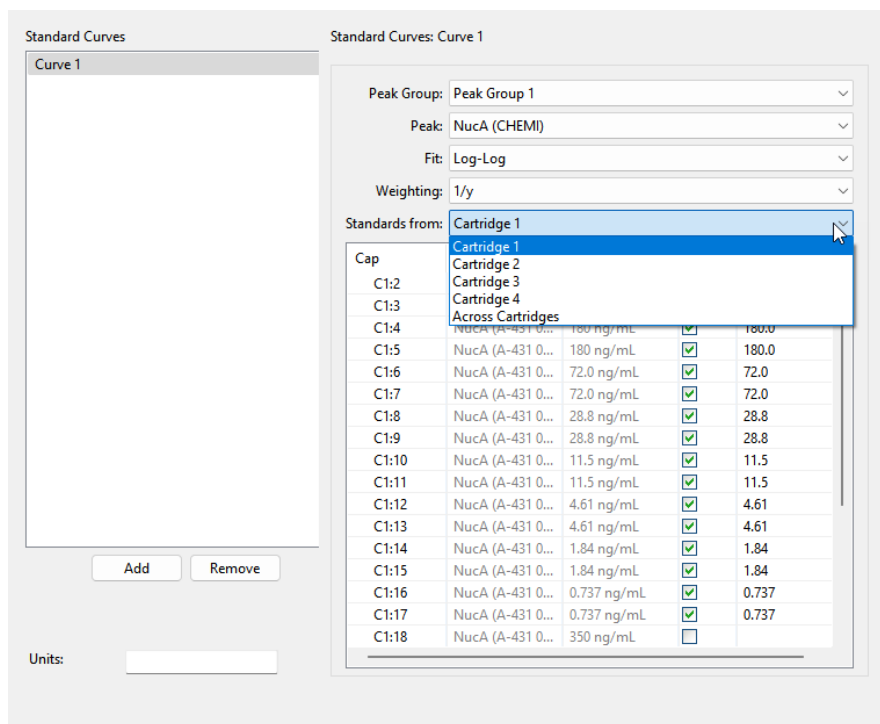 Standard Curves
Curve 1
Add
Remove
Units:
Standard Curves: Curve 1
Peak Group: Peak Group 1
Peak: NucA (CHEMI)
Fit: Log-Log
Weighting: 1/y
Standards from: Cartridge 1
Cartridge 1
Cartridge 2
Cartridge 3
Cartridge 4
Across Cartridges
Cap
C1:2
C1:3
C1:4 NucA (A-431 0... 180 ng/mL 180.0
C1:5 NucA (A-431 0... 180 ng/mL 180.0
C1:6 NucA (A-431 0... 72.0 ng/mL 72.0
C1:7 NucA (A-431 0... 72.0 ng/mL 72.0
C1:8 NucA (A-431 0... 28.8 ng/mL 28.8
C1:9 NucA (A-431 0... 28.8 ng/mL 28.8
C1:10 NucA (A-431 0... 11.5 ng/mL 11.5
C1:11 NucA (A-431 0... 11.5 ng/mL 11.5
C1:12 NucA (A-431 0... 4.61 ng/mL 4.61
C1:13 NucA (A-431 0... 4.61 ng/mL 4.61
C1:14 NucA (A-431 0... 1.84 ng/mL 1.84
C1:15 NucA (A-431 0... 1.84 ng/mL 1.84
C1:16 NucA (A-431 0... 0.737 ng/mL 0.737
C1:17 NucA (A-431 0... 0.737 ng/mL 0.737
C1:18 NucA (A-431 0... 350 ng/mL